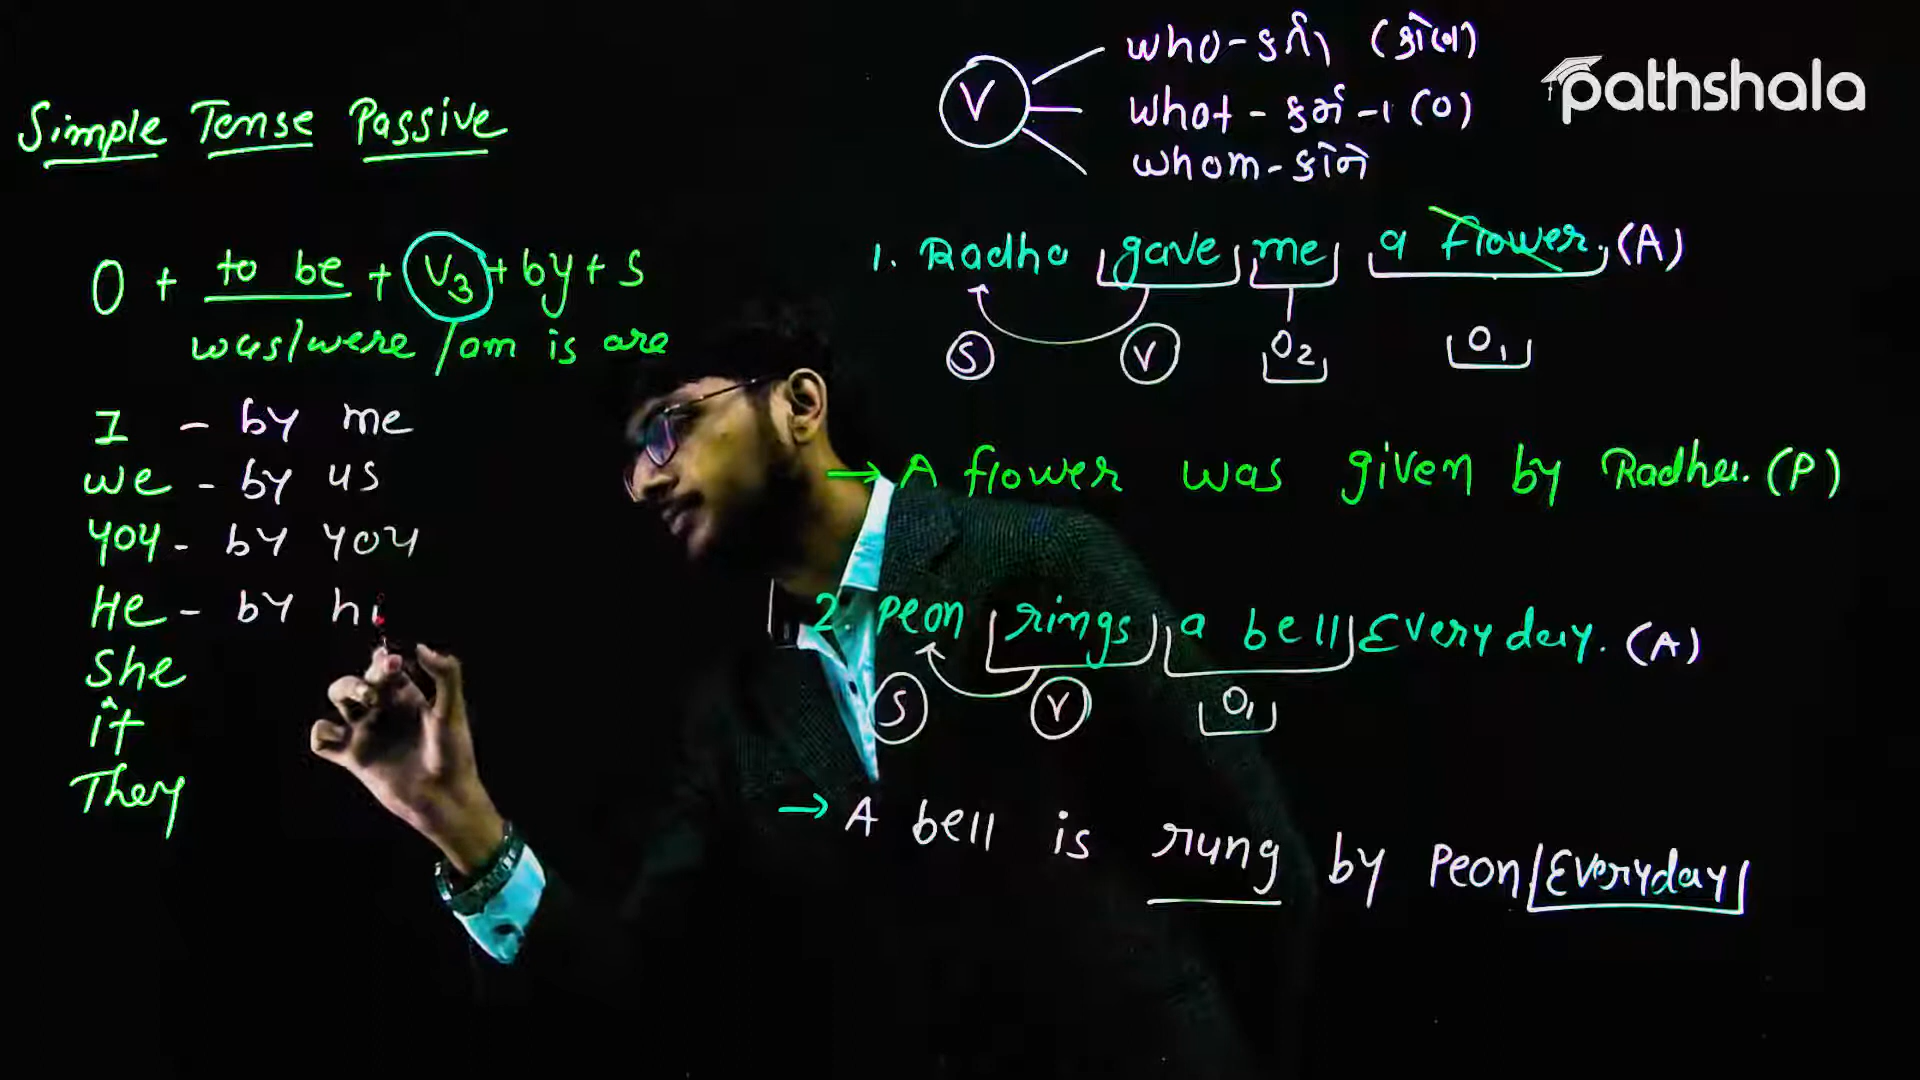 Simple Tense Passive
O + to be + V3 + by + S
was/were /am is are
I - by me
we - by us
you - by you
He - by hi
She
it
They
V
who - કર્તા (કોણ)
what - કર્મ - ૧ (O)
whom - કોને
pathshala
1. Radha gave me a flower. (A)
S V O2 O1
→ A flower was given by Radha. (P)
2. Peon rings a bell Everyday. (A)
S V O1
→ A bell is rung by Peon Everyday